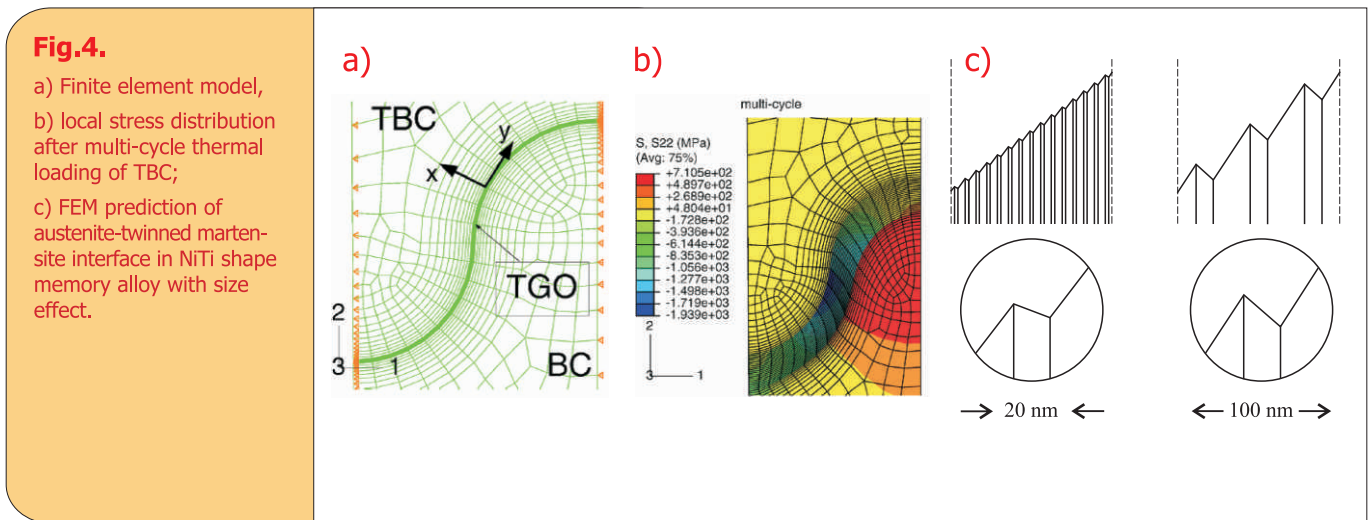 Fig.4.
a) Finite element model,
b) local stress distribution
after multi-cycle thermal
loading of TBC;
c) FEM prediction of
austenite-twinned marten-
site interface in NiTi shape
memory alloy with size
effect.
a)
TBC
y
x
TGO
2
3 1
BC
b)
multi-cycle
S, S22 (MPa)
(Avg: 75%)
+7.105e+02
+4.897e+02
+2.689e+02
+4.804e+01
-1.728e+02
-3.936e+02
-6.144e+02
-8.353e+02
-1.056e+03
-1.277e+03
-1.498e+03
-1.719e+03
-1.939e+03
2
3 1
c)
20 nm
100 nm